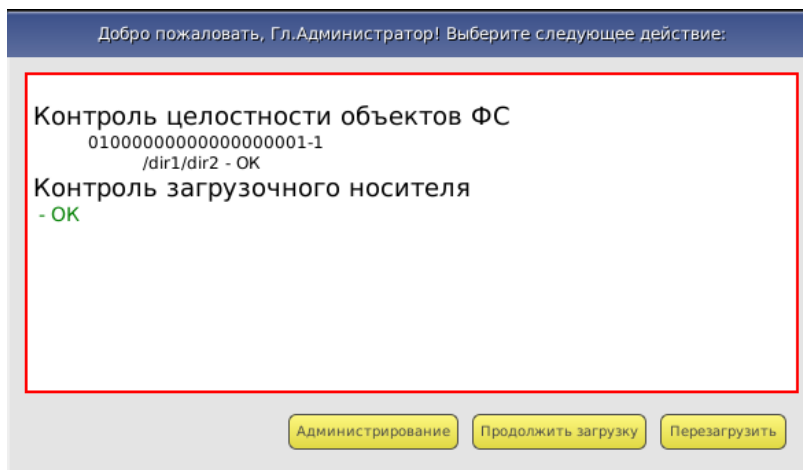 Добро пожаловать, Гл.Администратор! Выберите следующее действие:
Контроль целостности объектов ФС
01000000000000000001-1
/dir1/dir2 - OK
Контроль загрузочного носителя
- OK
Администрирование
Продолжить загрузку
Перезагрузить